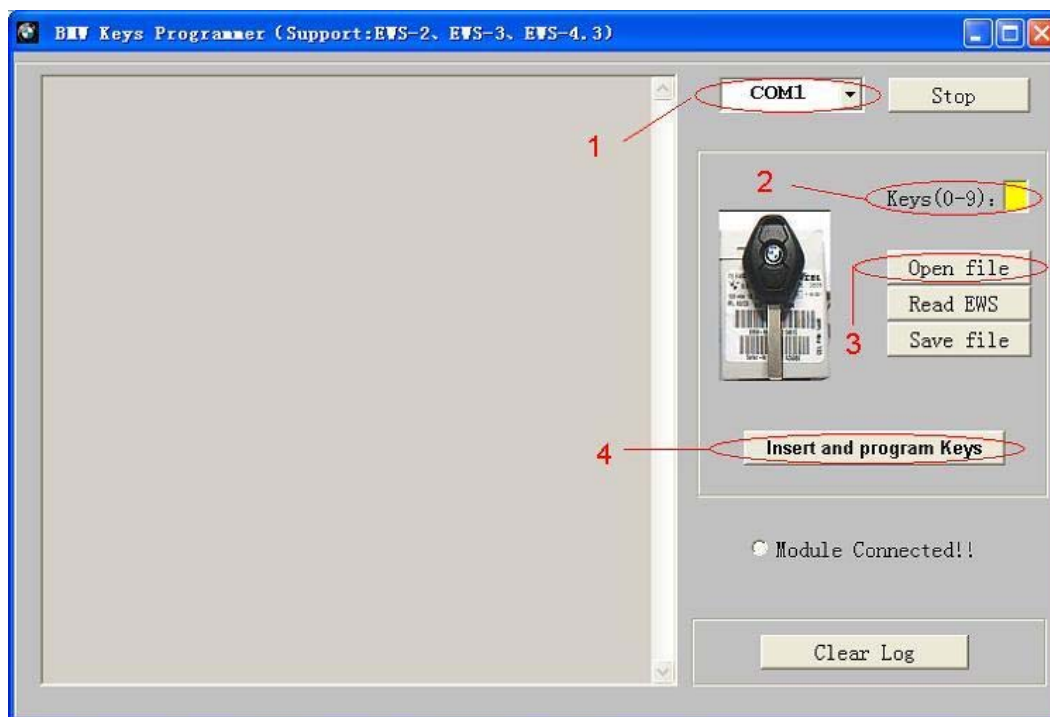 BMW Keys Programmer (Support:EWS-2、EWS-3、EWS-4.3)
COM1
Stop
1
2
Keys(0-9):
Open file
Read EWS
3
Save file
4
Insert and program Keys
Module Connected!!
Clear Log